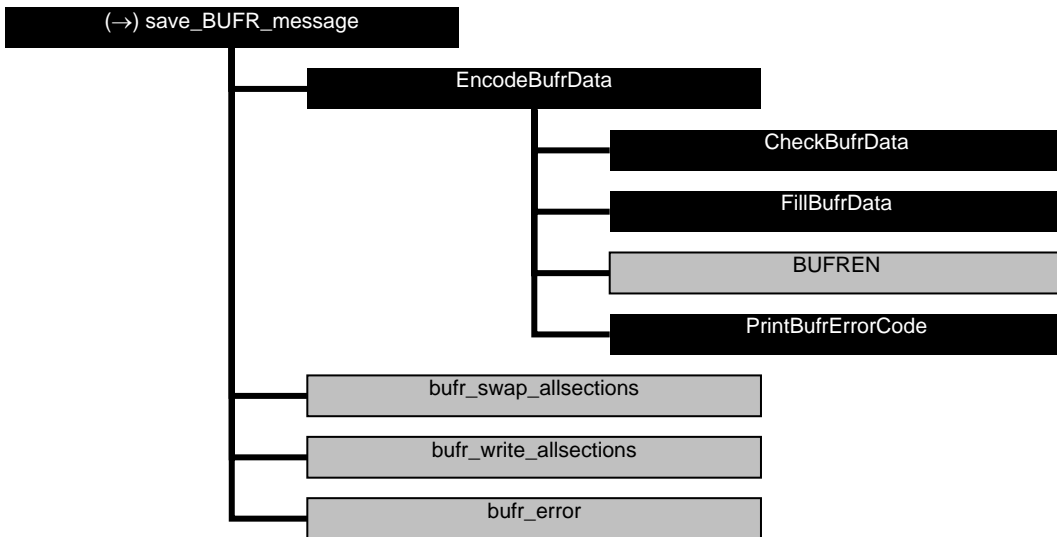 (→) save_BUFR_message
EncodeBufrData
CheckBufrData
FillBufrData
BUFREN
PrintBufrErrorCode
bufr_swap_allsections
bufr_write_allsections
bufr_error